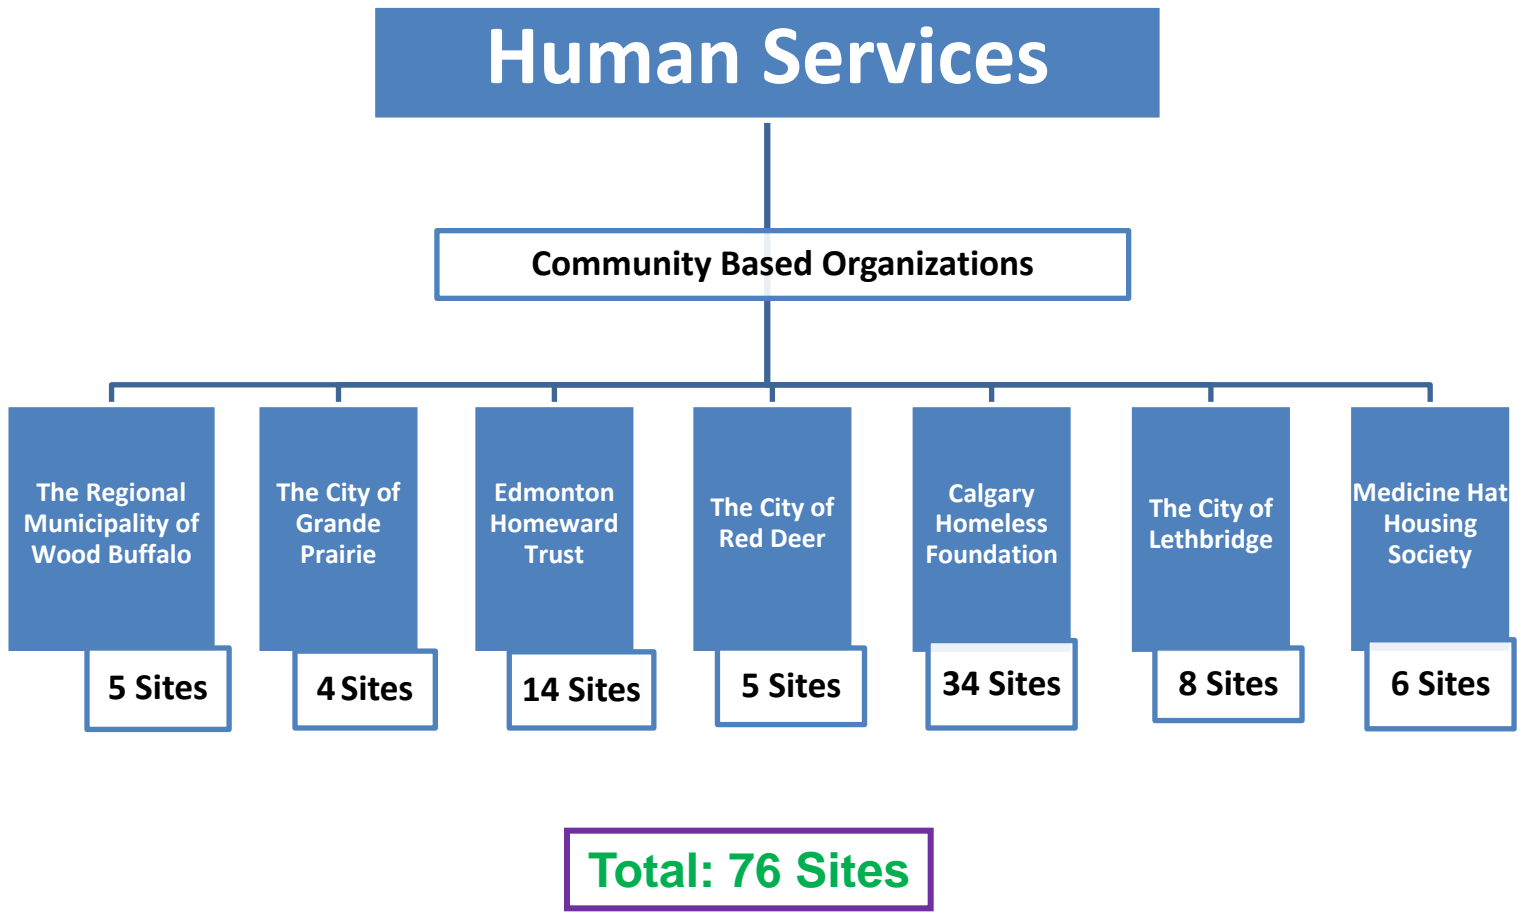 Human Services
Community Based Organizations
The Regional
Municipality of
Wood Buffalo
5 Sites
The City of
Grande
Prairie
4 Sites
Edmonton
Homeward
Trust
14 Sites
The City of
Red Deer
5 Sites
Calgary
Homeless
Foundation
34 Sites
The City of
Lethbridge
8 Sites
Medicine Hat
Housing
Society
6 Sites
Total: 76 Sites